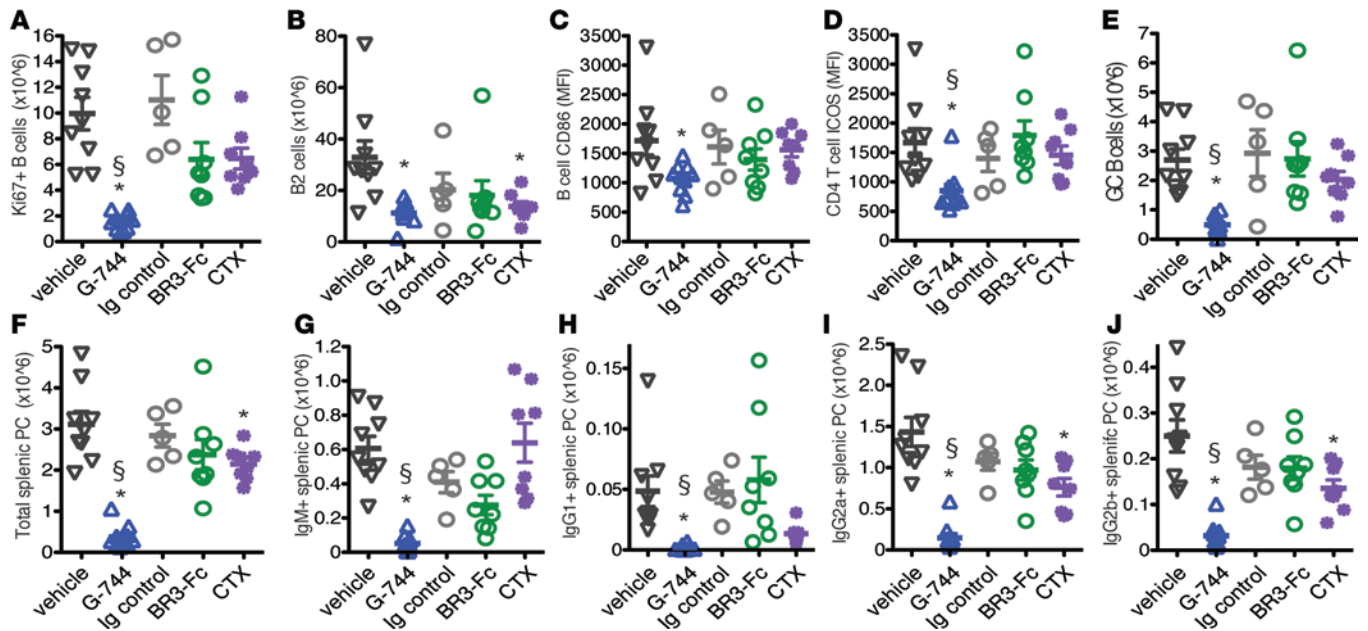 A
Ki67+ B cells (x10^6)
16
14
12
10
8
6
4
2
0
§
*
vehicle
G-744
Ig control
BR3-Fc
CTX
B
B2 cells (x10^6)
80
60
40
20
0
*
*
vehicle
G-744
Ig control
BR3-Fc
CTX
C
B cell CD86 (MFI)
3500
3000
2500
2000
1500
1000
500
*
vehicle
G-744
Ig control
BR3-Fc
CTX
D
CD4 T cell ICOS (MFI)
3500
3000
2500
2000
1500
1000
500
0
§
*
vehicle
G-744
Ig control
BR3-Fc
CTX
E
GC B cells (x10^6)
7
6
5
4
3
2
1
0
§
*
vehicle
G-744
Ig control
BR3-Fc
CTX
F
Total splenic PC (x10^6)
5
4
3
2
1
0
§
*
*
vehicle
G-744
Ig control
BR3-Fc
CTX
G
IgM+ splenic PC (x10^6)
1.2
1.0
0.8
0.6
0.4
0.2
0
§
*
vehicle
G-744
Ig control
BR3-Fc
CTX
H
IgG1+ splenic PC (x10^6)
0.15
0.10
0.05
0
§
*
vehicle
G-744
Ig control
BR3-Fc
CTX
I
IgG2a+ splenic PC (x10^6)
2.5
2.0
1.5
1.0
0.5
0
§
*
*
vehicle
G-744
Ig control
BR3-Fc
CTX
J
IgG2b+ splenifc PC (x10^6)
0.5
0.4
0.3
0.2
0.1
0
§
*
*
vehicle
G-744
Ig control
BR3-Fc
CTX